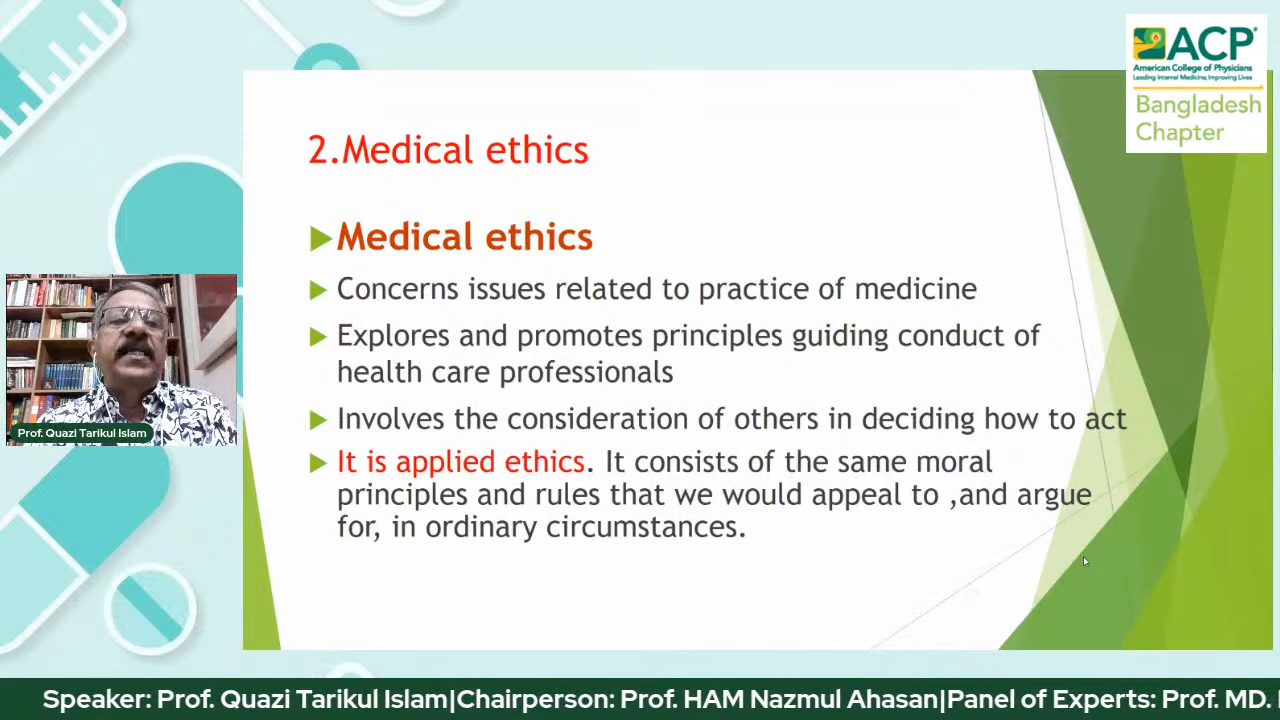 ACP
American College of Physicians
Leading Internal Medicine, Improving Lives
Bangladesh
Chapter
2.Medical ethics
Medical ethics
Concerns issues related to practice of medicine
Explores and promotes principles guiding conduct of
health care professionals
Involves the consideration of others in deciding how to act
It is applied ethics. It consists of the same moral
principles and rules that we would appeal to ,and argue
for, in ordinary circumstances.
Prof. Quazi Tarikul Islam
Speaker: Prof. Quazi Tarikul Islam|Chairperson: Prof. HAM Nazmul Ahasan|Panel of Experts: Prof. MD.